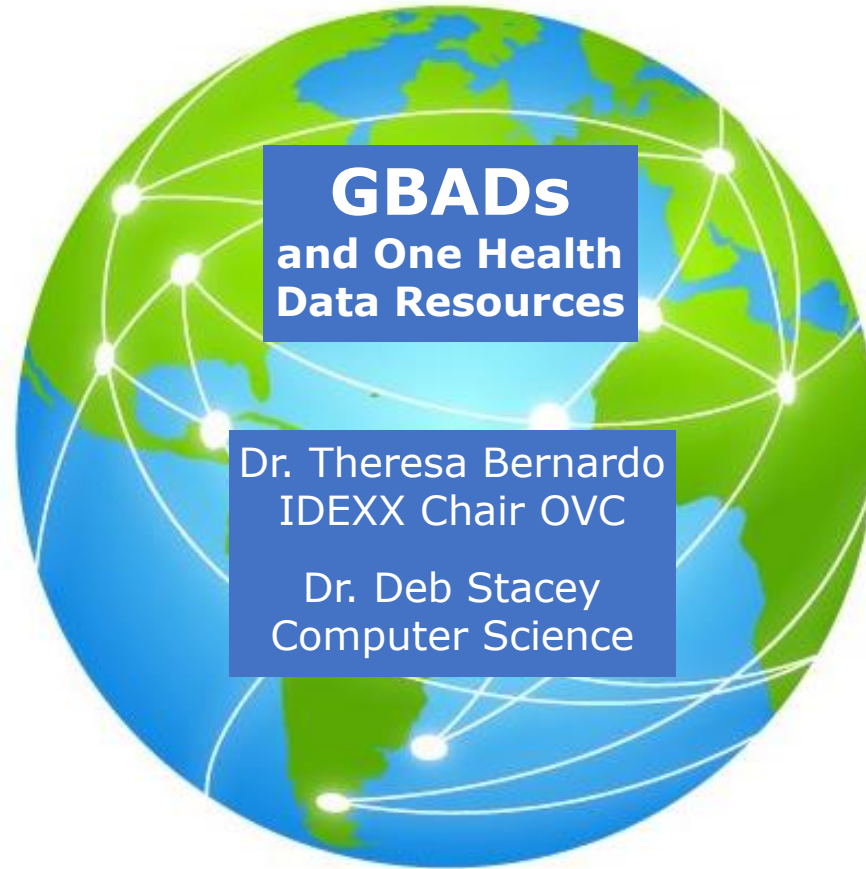 GBADs
and One Health
Data Resources
Dr. Theresa Bernardo
IDEXX Chair OVC
Dr. Deb Stacey
Computer Science